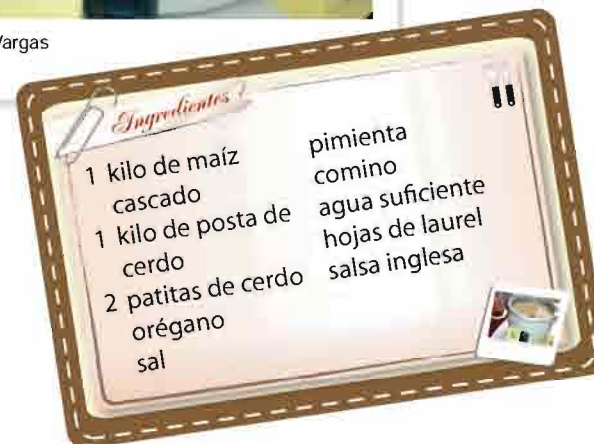 Vargas
Ingredientes
1 kilo de maíz
cascado
1 kilo de posta de
cerdo
2 patitas de cerdo
orégano
sal
pimienta
comino
agua suficiente
hojas de laurel
salsa inglesa